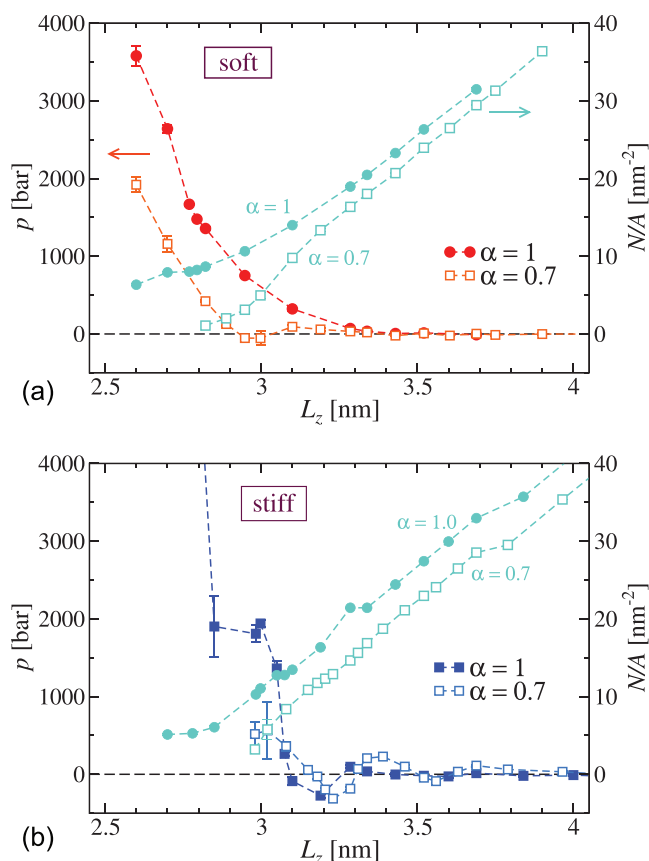 4000
3000
2000
1000
0
p [bar]
soft
40
30
20
10
0
N/A [nm⁻²]
α = 1
α = 0.7
α = 1
α = 0.7
2.5
3
3.5
4
L_z [nm]
(a)
4000
3000
2000
1000
0
p [bar]
stiff
40
30
20
10
0
N/A [nm⁻²]
α = 1.0
α = 0.7
α = 1
α = 0.7
2.5
3
3.5
4
L_z [nm]
(b)